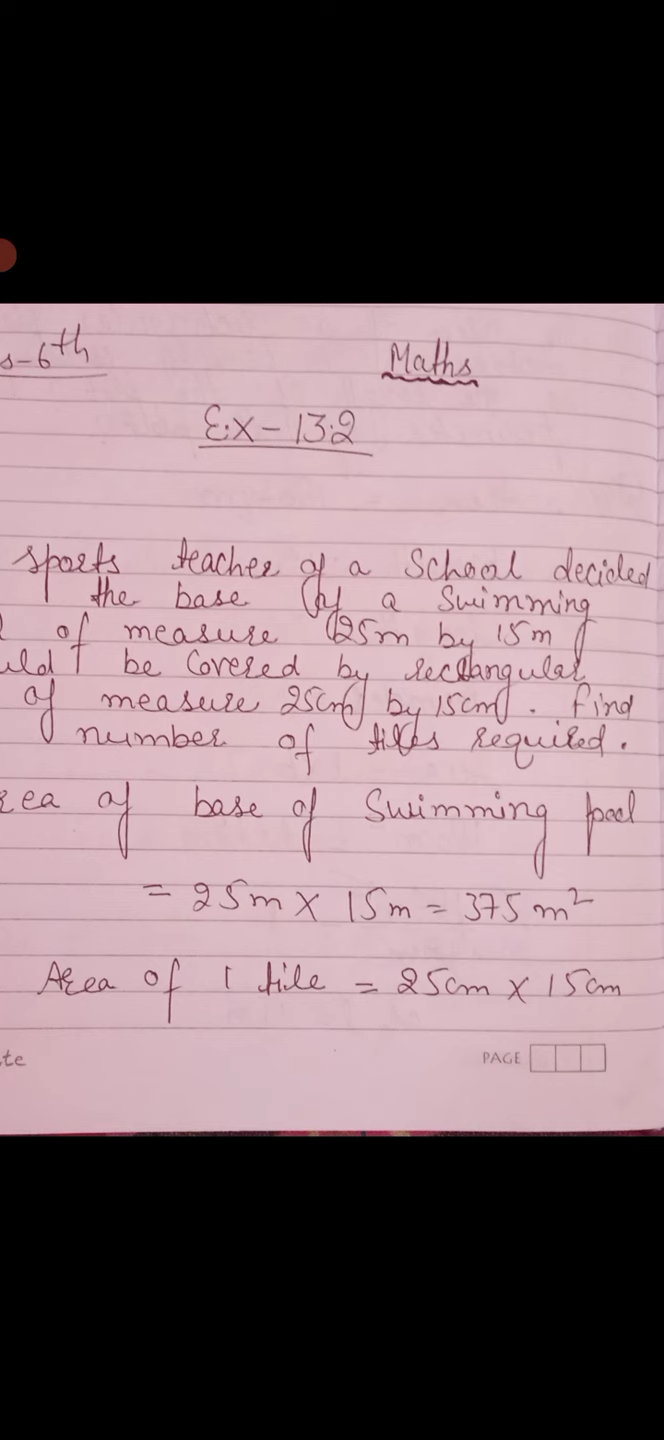 s-6th Maths
Ex-13.2
sports teacher of a School decided
the base of a Swimming
l of measure 25m by 15m
uld be Covered by rectangular
of measure 25cm by 15cm. Find
number of tiles required.
rea of base of Swimming pool
= 25m × 15m = 375 m²
Area of 1 tile = 25cm × 15cm
te PAGE